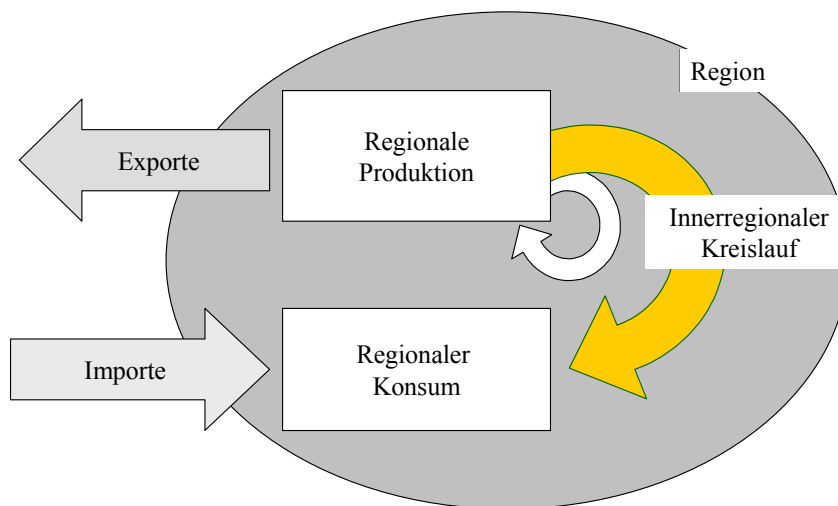 Region
Exporte
Regionale
Produktion
Innerregionaler
Kreislauf
Importe
Regionaler
Konsum